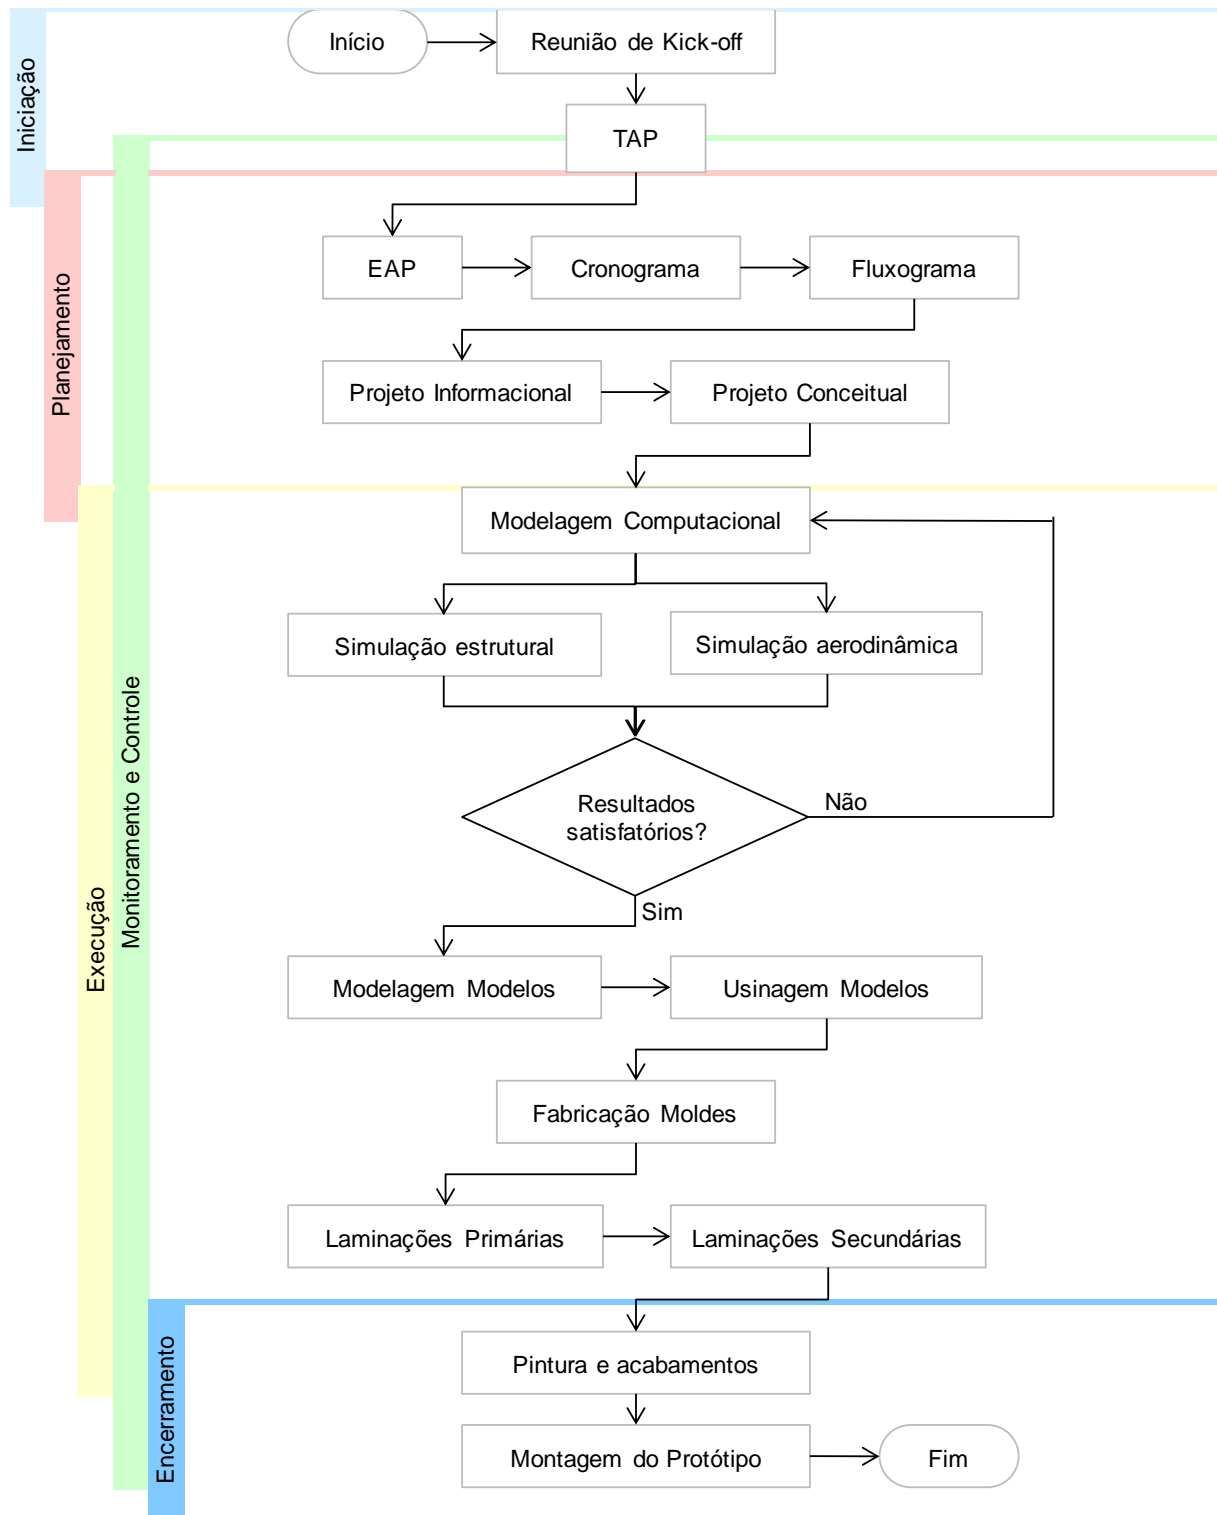 Iniciação
Início
Reunião de Kick-off
TAP
Planejamento
EAP
Cronograma
Fluxograma
Projeto Informacional
Projeto Conceitual
Monitoramento e Controle
Execução
Modelagem Computacional
Simulação estrutural
Simulação aerodinâmica
Resultados
satisfatórios?
Não
Sim
Modelagem Modelos
Usinagem Modelos
Fabricação Moldes
Laminações Primárias
Laminações Secundárias
Encerramento
Pintura e acabamentos
Montagem do Protótipo
Fim